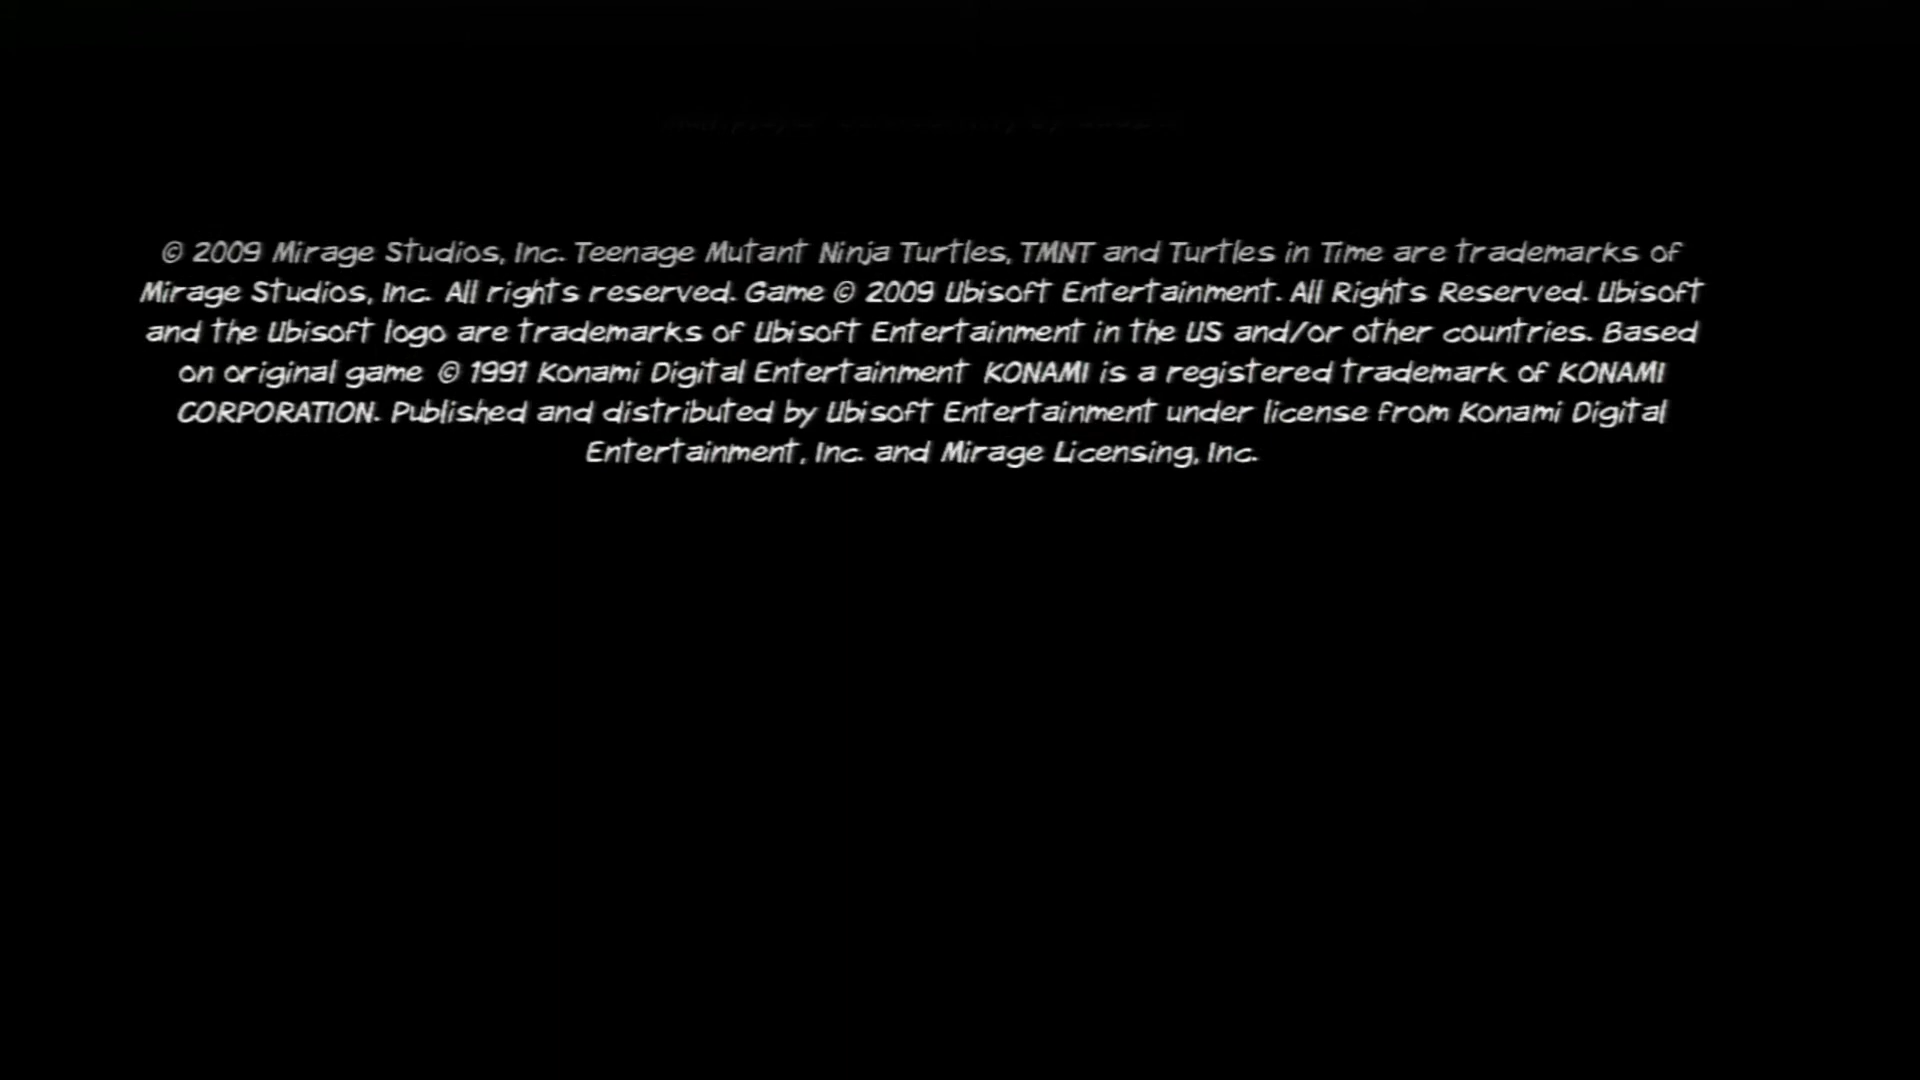 © 2009 Mirage Studios, Inc. Teenage Mutant Ninja Turtles, TMNT and Turtles in Time are trademarks of
Mirage Studios, Inc. All rights reserved. Game © 2009 Ubisoft Entertainment. All Rights Reserved. Ubisoft
and the Ubisoft logo are trademarks of Ubisoft Entertainment in the US and/or other countries. Based
on original game © 1991 Konami Digital Entertainment KONAMI is a registered trademark of KONAMI
CORPORATION. Published and distributed by Ubisoft Entertainment under license from Konami Digital
Entertainment, Inc. and Mirage Licensing, Inc.